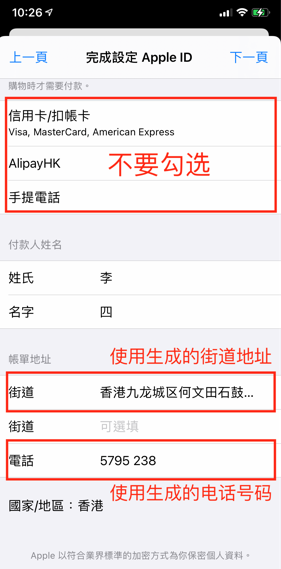 10:26
上一頁 完成設定 Apple ID 下一頁
購物時才需要付款。
信用卡/扣帳卡
Visa, MasterCard, American Express
AlipayHK
不要勾选
手提電話
付款人姓名
姓氏 李
名字 四
帳單地址
使用生成的街道地址
街道 香港九龙城区何文田石鼓...
街道 可選填
電話 5795 238
使用生成的电话号码
國家/地區：香港
Apple 以符合業界標準的加密方式為你保密個人資料。